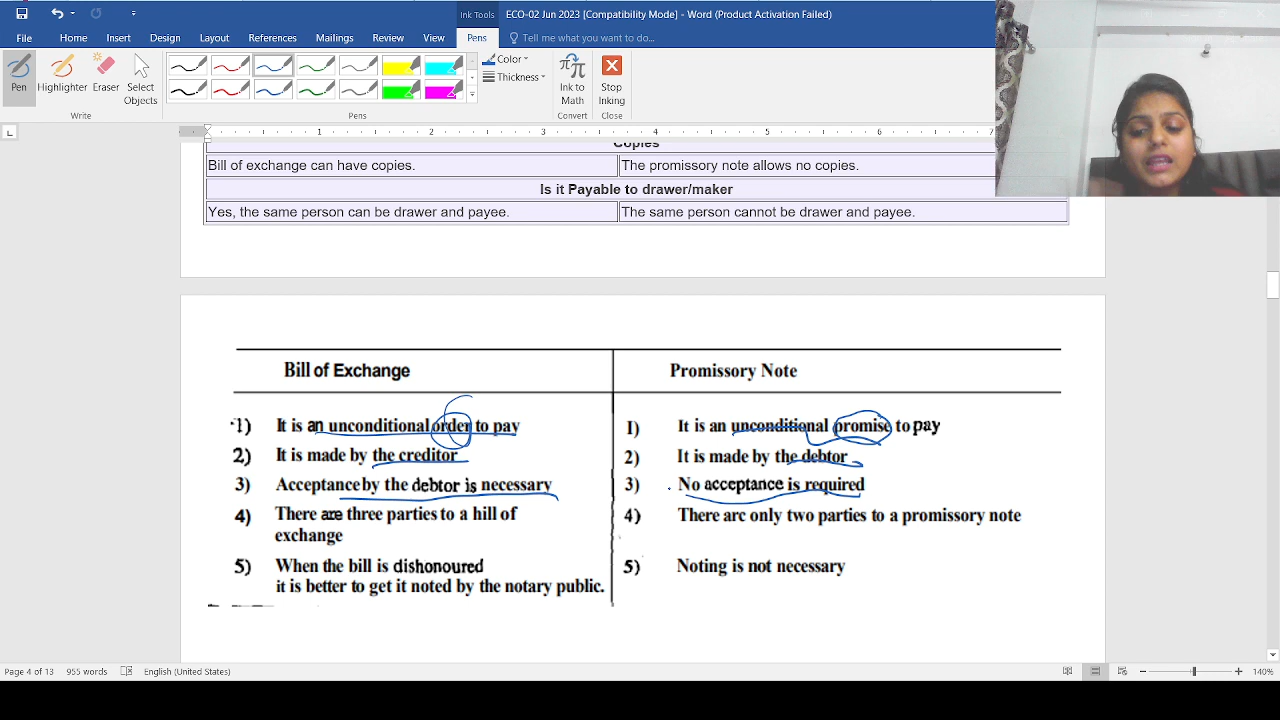 Ink Tools
ECO-02 Jun 2023 [Compatibility Mode] - Word (Product Activation Failed)
File Home Insert Design Layout References Mailings Review View Pens Tell me what you want to do...
Color
Thickness
Pen Highlighter Eraser Select Objects
Ink to Math
Stop Inking
Write Pens Convert Close
1 2 3 4 5 6 7
Copies
Bill of exchange can have copies. The promissory note allows no copies.
Is it Payable to drawer/maker
Yes, the same person can be drawer and payee. The same person cannot be drawer and payee.
Bill of Exchange Promissory Note
1) It is an unconditional order to pay 1) It is an unconditional promise to pay
2) It is made by the creditor 2) It is made by the debtor
3) Acceptance by the debtor is necessary 3) No acceptance is required
4) There are three parties to a hill of 4) There arc only two parties to a promissory note
exchange
5) When the bill is dishonoured 5) Noting is not necessary
it is better to get it noted by the notary public.
Page 4 of 13 955 words English (United States) 140%